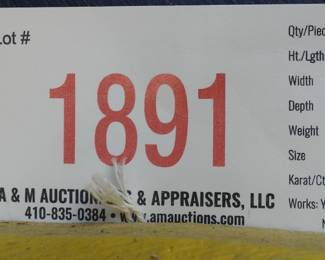 Lot #
1891
A & M AUCTION & APPRAISERS, LLC
410-835-0384 • www.amauctions.com
Qty/Piec
Ht./Lgth
Width
Depth
Weight
Size
Karat/Ct
Works: Y
N